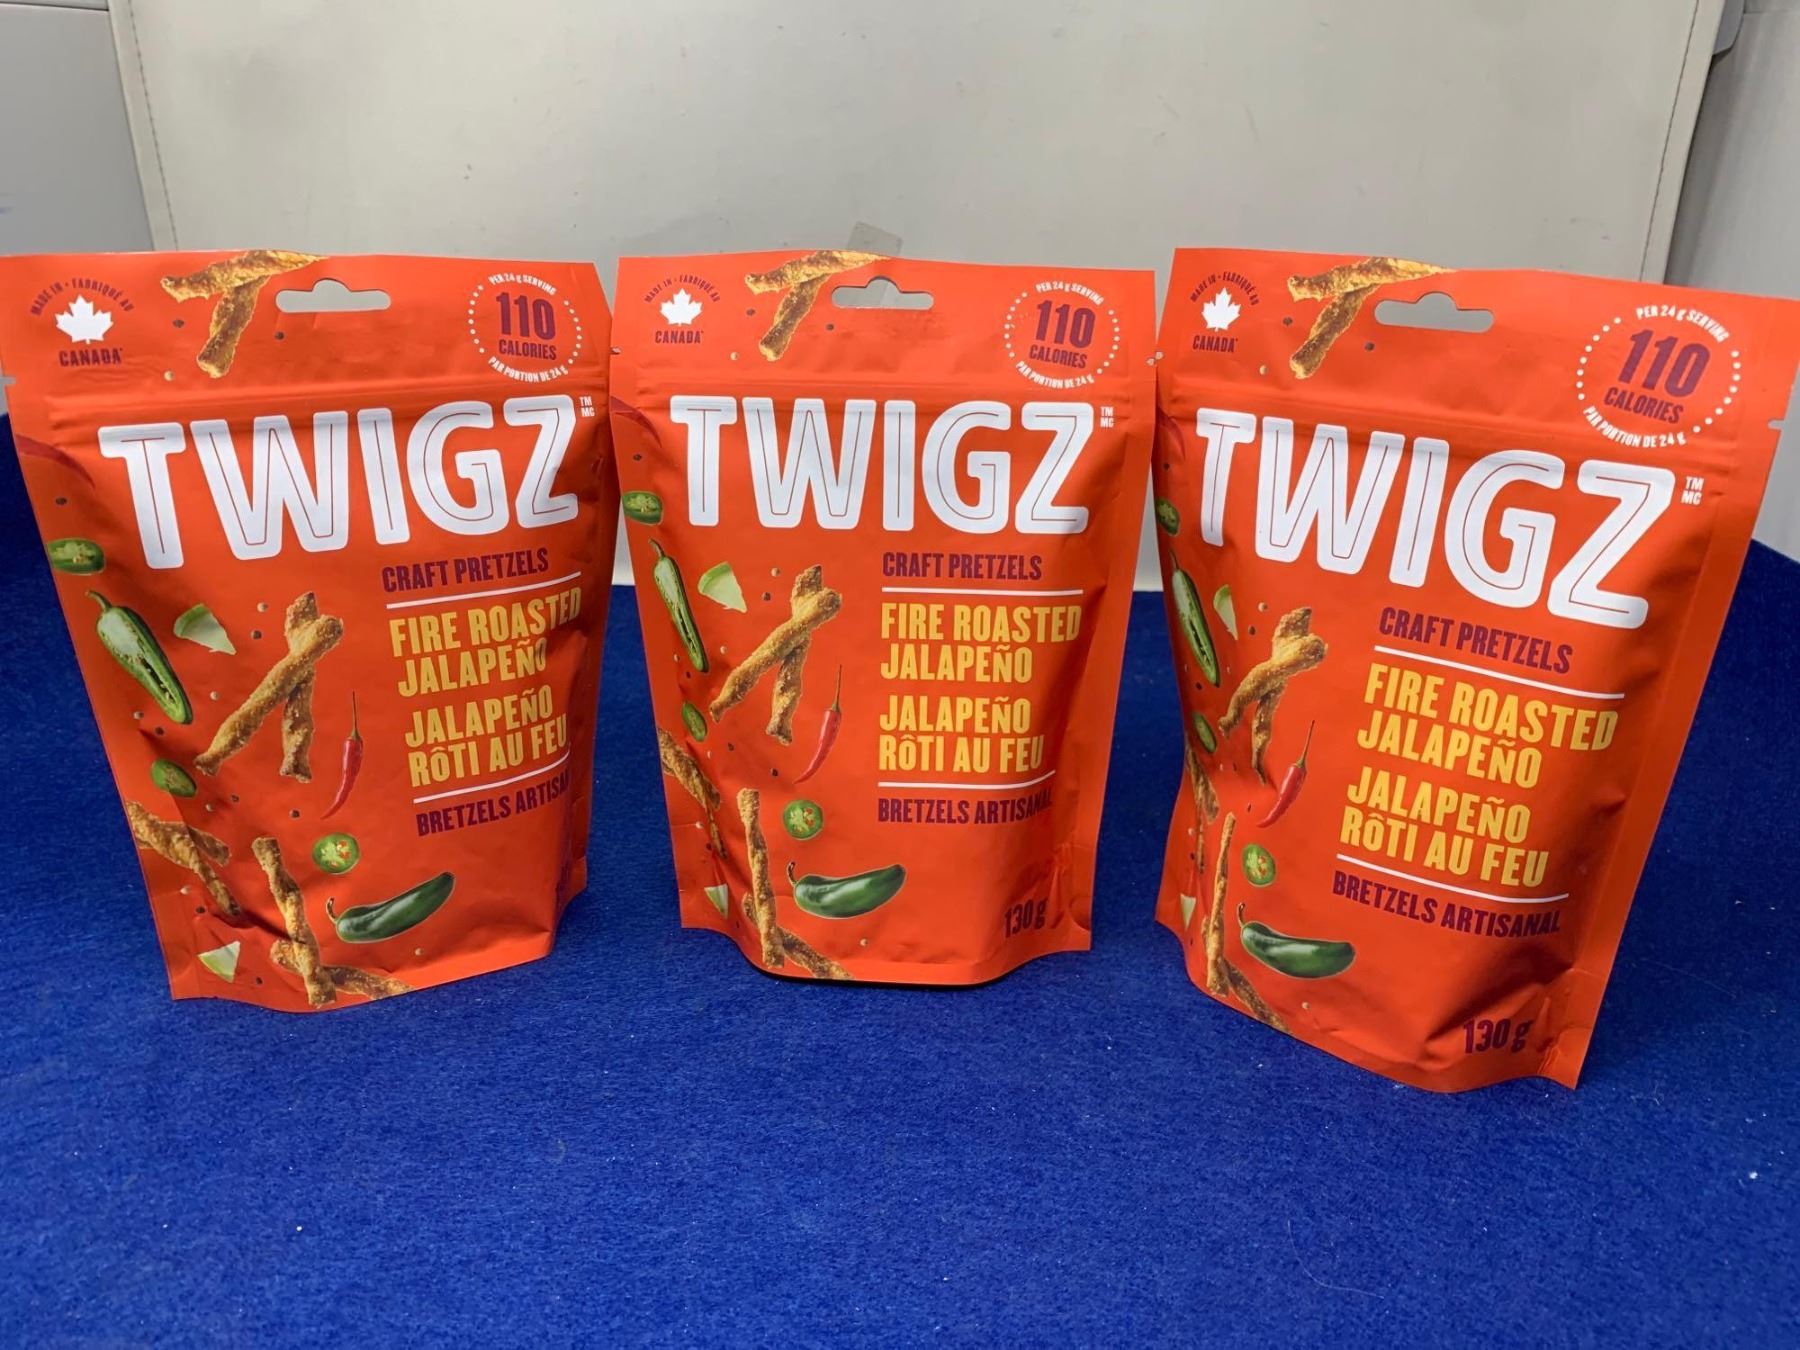 MADE IN • FABRIQUÉ AU
CANADA*
PER 24 g SERVING
110
CALORIES
PAR PORTION DE 24 g
TWIGZ
TM
MC
CRAFT PRETZELS
FIRE ROASTED
JALAPEÑO
JALAPEÑO
RÔTI AU FEU
BRETZELS ARTISA
MADE IN • FABRIQUÉ AU
CANADA*
PER 24 g SERVING
110
CALORIES
PAR PORTION DE 24 g
TWIGZ
TM
MC
CRAFT PRETZELS
FIRE ROASTED
JALAPEÑO
JALAPEÑO
RÔTI AU FEU
BRETZELS ARTISANAL
130 g
MADE IN • FABRIQUÉ AU
CANADA*
PER 24 g SERVING
110
CALORIES
PAR PORTION DE 24 g
TWIGZ
TM
MC
CRAFT PRETZELS
FIRE ROASTED
JALAPEÑO
JALAPEÑO
RÔTI AU FEU
BRETZELS ARTISANAL
130 g